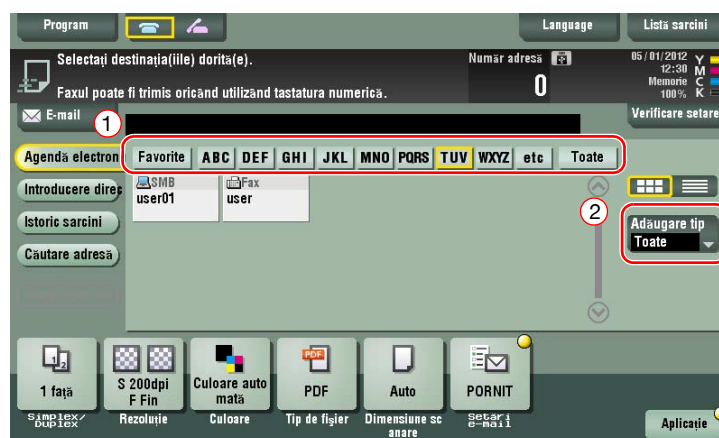 Program
Language
Listă sarcini
Selectați destinația(iile) dorită(e).
Număr adresă
0
05/01/2012
12:30
Memorie
100%
Y
M
C
K
Faxul poate fi trimis oricând utilizând tastatura numerică.
E-mail
1
Verificare setare
Agendă electron
Favorite
ABC
DEF
GHI
JKL
MNO
PQRS
TUV
WXYZ
etc
Toate
Introducere direc
SMB
user01
Fax
user
2
Istoric sarcini
Adăugare tip
Toate
Căutare adresă
1
2
1 față
S 200dpi
F Fin
Culoare auto
mată
PDF
PDF
Auto
PORNIT
Simplex/
Duplex
Rezoluție
Culoare
Tip de fișier
Dimensiune sc
anare
Setări
e-mail
Aplicație